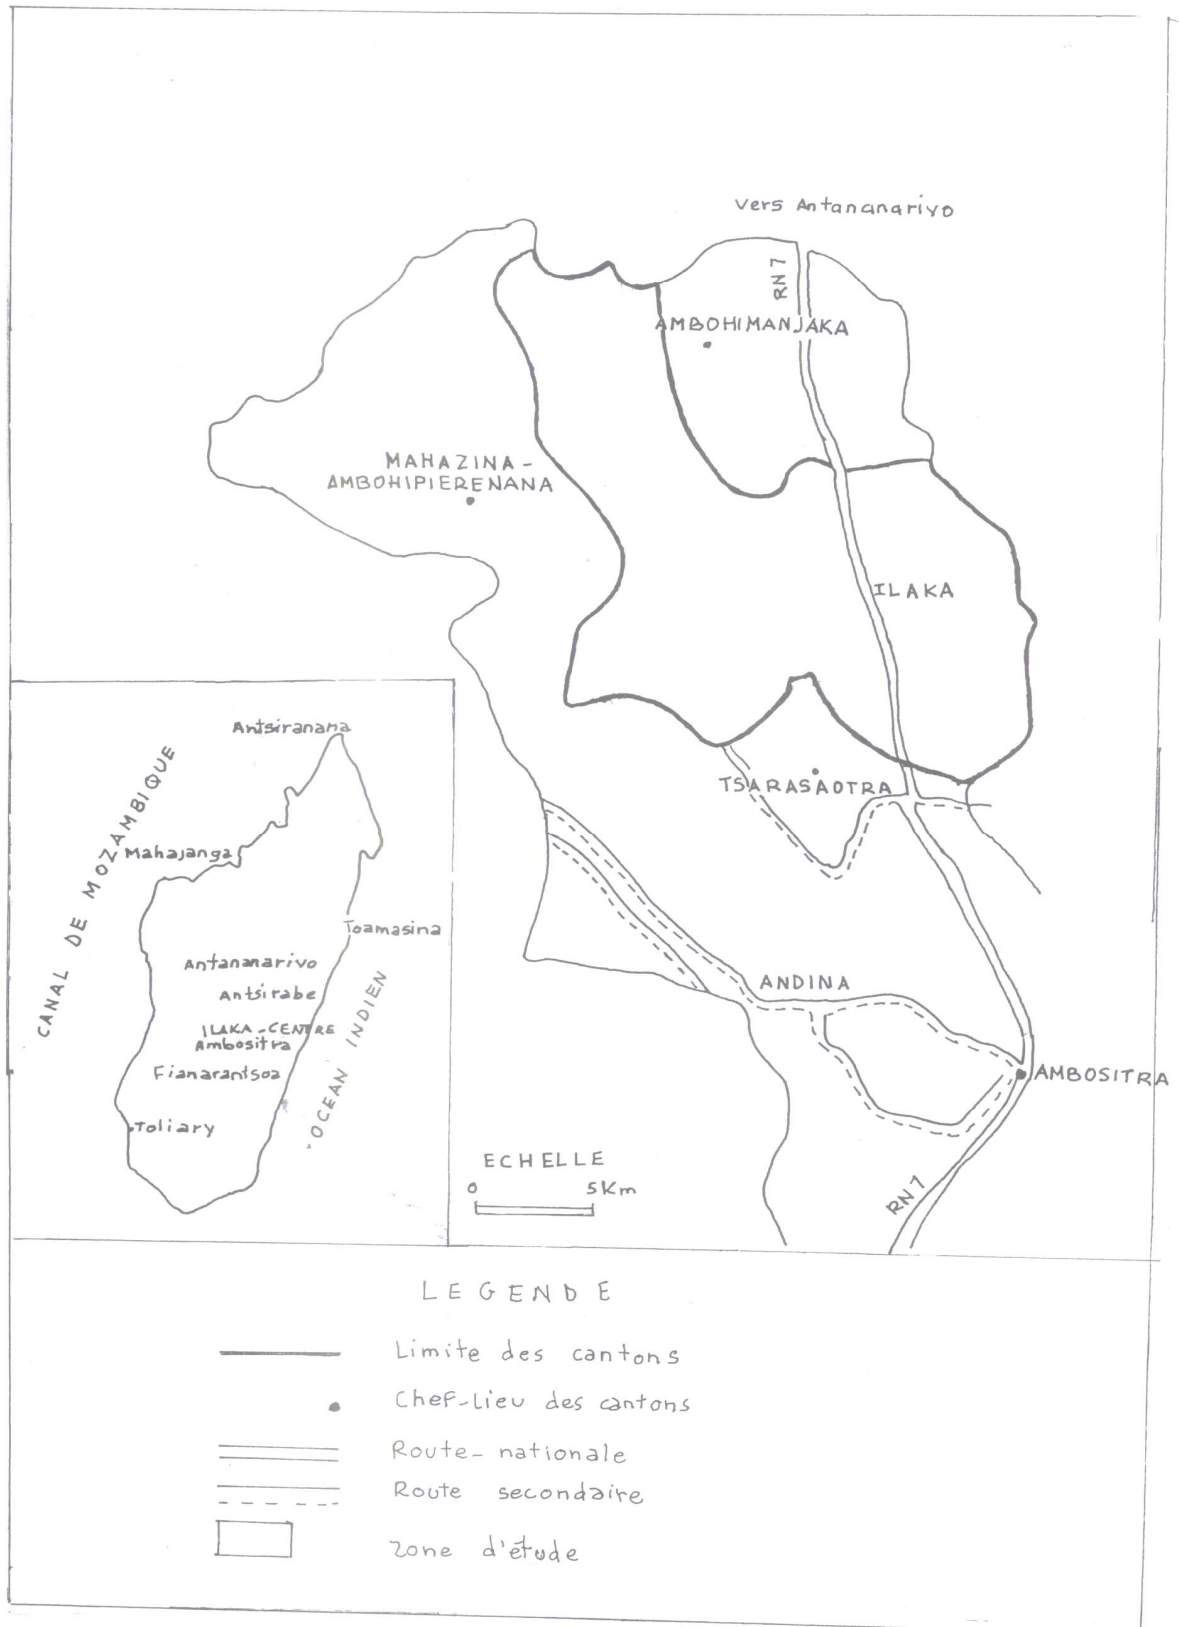 vers Antananarivo
RN7
AMBOHIMANJAKA
MAHAZINA-
AMBOHIPIERENANA
ILAKA
TSARASAOTRA
ANDINA
AMBOSITRA
RN7
Antsiranana
CANAL DE MOZAMBIQUE
Mahajanga
Toamasina
Antananarivo
Antsirabe
ILAKA-CENTRE
Ambositra
Fianarantsoa
Toliary
OCEAN INDIEN
ECHELLE
0 5Km
LEGENDE
Limite des cantons
Chef-lieu des cantons
Route-nationale
Route secondaire
zone d'étude